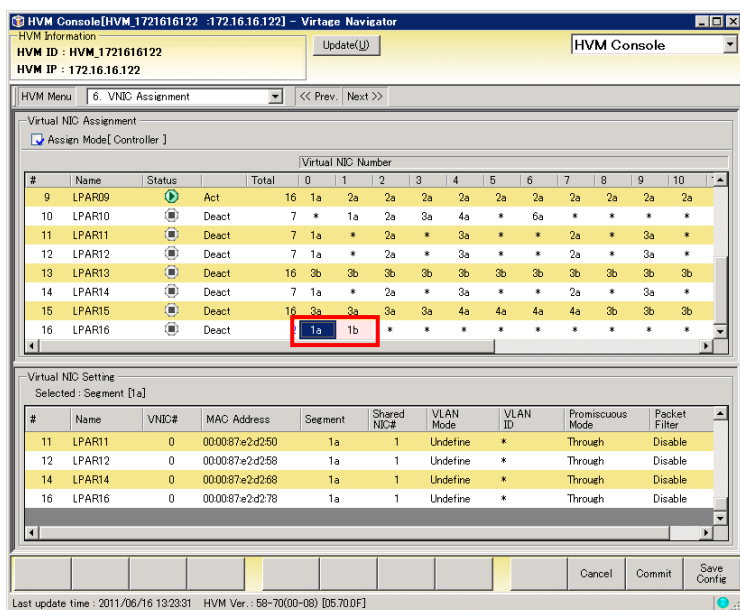 HVM Console[HVM_1721616122 :172.16.16.122] - Virtage Navigator
HVM Information
HVM ID : HVM_1721616122
HVM IP : 172.16.16.122
Update(U)
HVM Console
HVM Menu 6. VNIC Assignment << Prev. Next >>
Virtual NIC Assignment
Assign Mode[ Controller ]
Virtual NIC Number
# Name Status Total 0 1 2 3 4 5 6 7 8 9 10
9 LPAR09 Act 16 1a 2a 2a 2a 2a 2a 2a 2a 2a 2a 2a
10 LPAR10 Deact 7 * 1a 2a 3a 4a * 6a * * * *
11 LPAR11 Deact 7 1a * 2a * 3a * * 2a * 3a *
12 LPAR12 Deact 7 1a * 2a * 3a * * 2a * 3a *
13 LPAR13 Deact 16 3b 3b 3b 3b 3b 3b 3b 3b 3b 3b 3b
14 LPAR14 Deact 7 1a * 2a * 3a * * 2a * 3a *
15 LPAR15 Deact 16 3a 3a 3a 3a 4a 4a 4a 4a 3b 3b 3b
16 LPAR16 Deact 2 1a 1b * * * * * * * * *
Virtual NIC Setting
Selected : Segment [1a]
# Name VNIC# MAC Address Segment Shared NIC# VLAN Mode VLAN ID Promiscuous Mode Packet Filter
11 LPAR11 0 00:00:87:e2:d2:50 1a 1 Undefine * Through Disable
12 LPAR12 0 00:00:87:e2:d2:58 1a 1 Undefine * Through Disable
14 LPAR14 0 00:00:87:e2:d2:68 1a 1 Undefine * Through Disable
16 LPAR16 0 00:00:87:e2:d2:78 1a 1 Undefine * Through Disable
Cancel Commit Save Config
Last update time : 2011/06/16 13:23:31 HVM Ver. : 58-70(00-08) [05.70.0F]